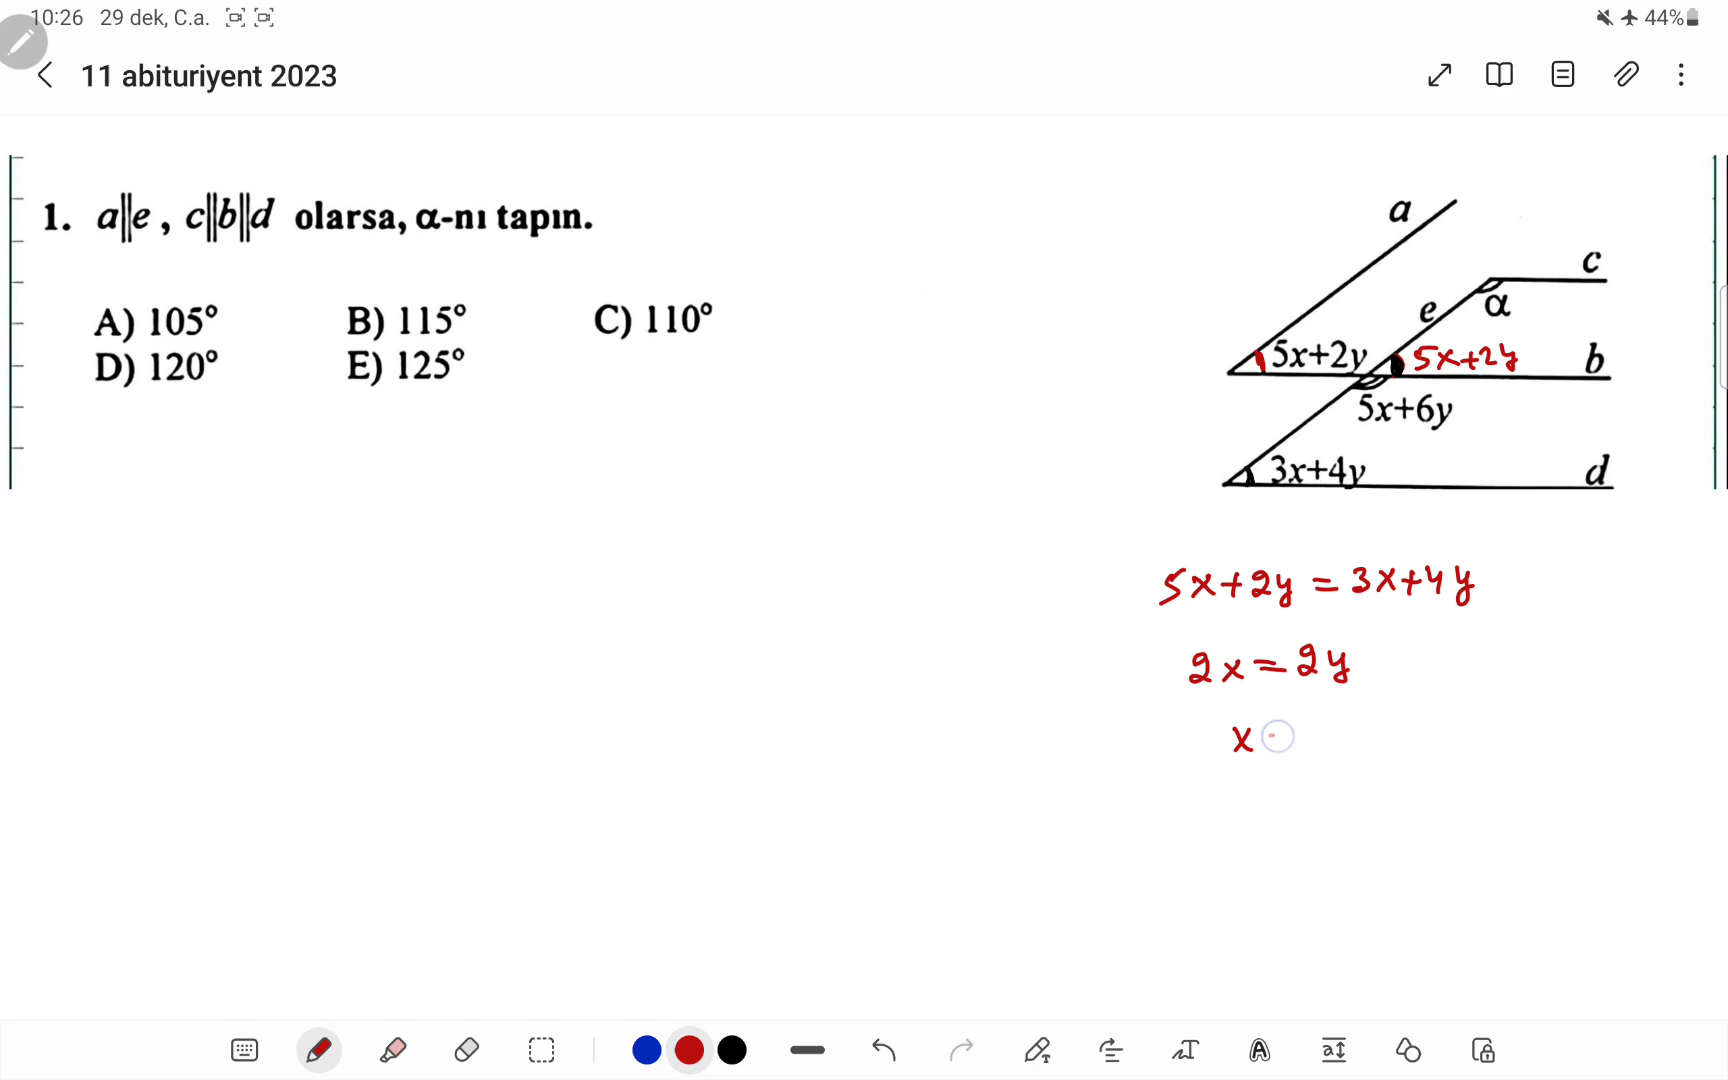 10:26 29 dek, C.a. 44%
11 abituriyent 2023
1. a||e , c||b||d olarsa, α-nı tapın.
A) 105° B) 115° C) 110°
D) 120° E) 125°
a
c
e α
5x+2y 5x+2y b
5x+6y
3x+4y d
5x+2y = 3x+4y
2x = 2y
x -